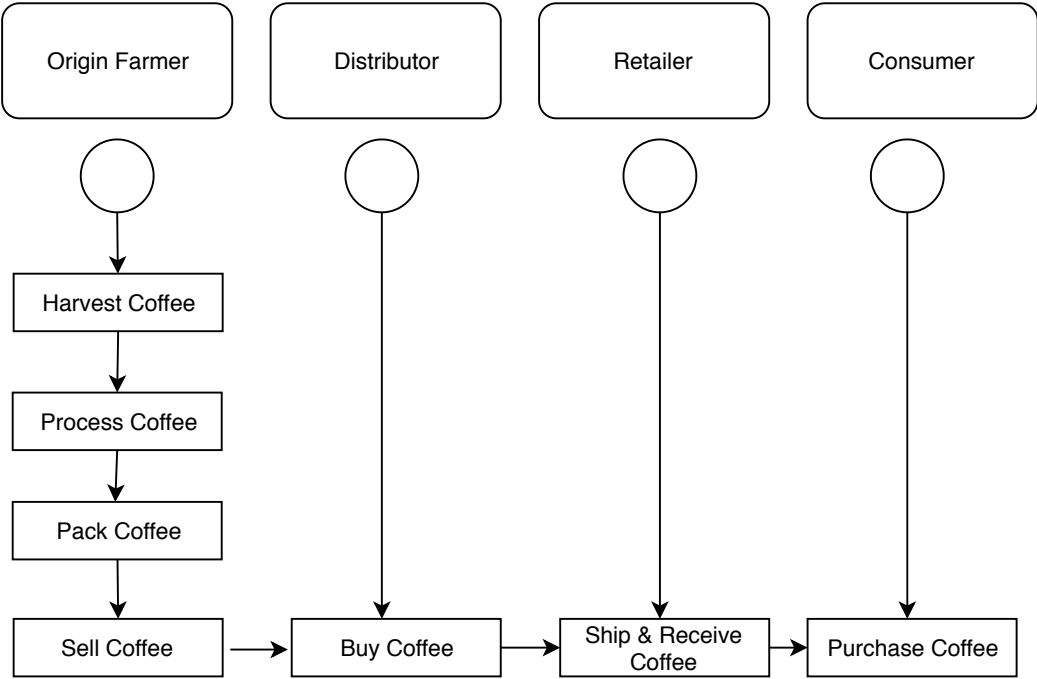 Origin Farmer
Distributor
Retailer
Consumer
Harvest Coffee
Process Coffee
Pack Coffee
Sell Coffee
Buy Coffee
Ship & Receive
Coffee
Purchase Coffee